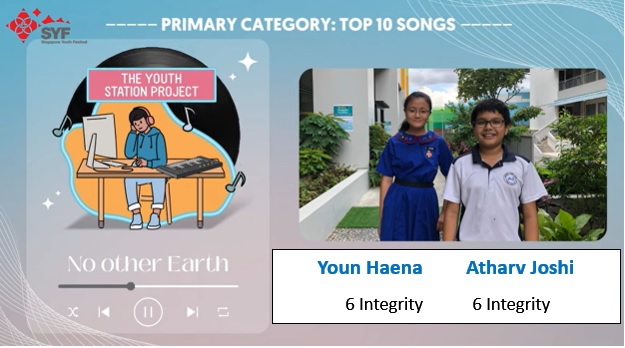 SYF
Singapore Youth Festival
PRIMARY CATEGORY: TOP 10 SONGS
THE YOUTH
STATION PROJECT
No other Earth
Youn Haena Atharv Joshi
6 Integrity 6 Integrity